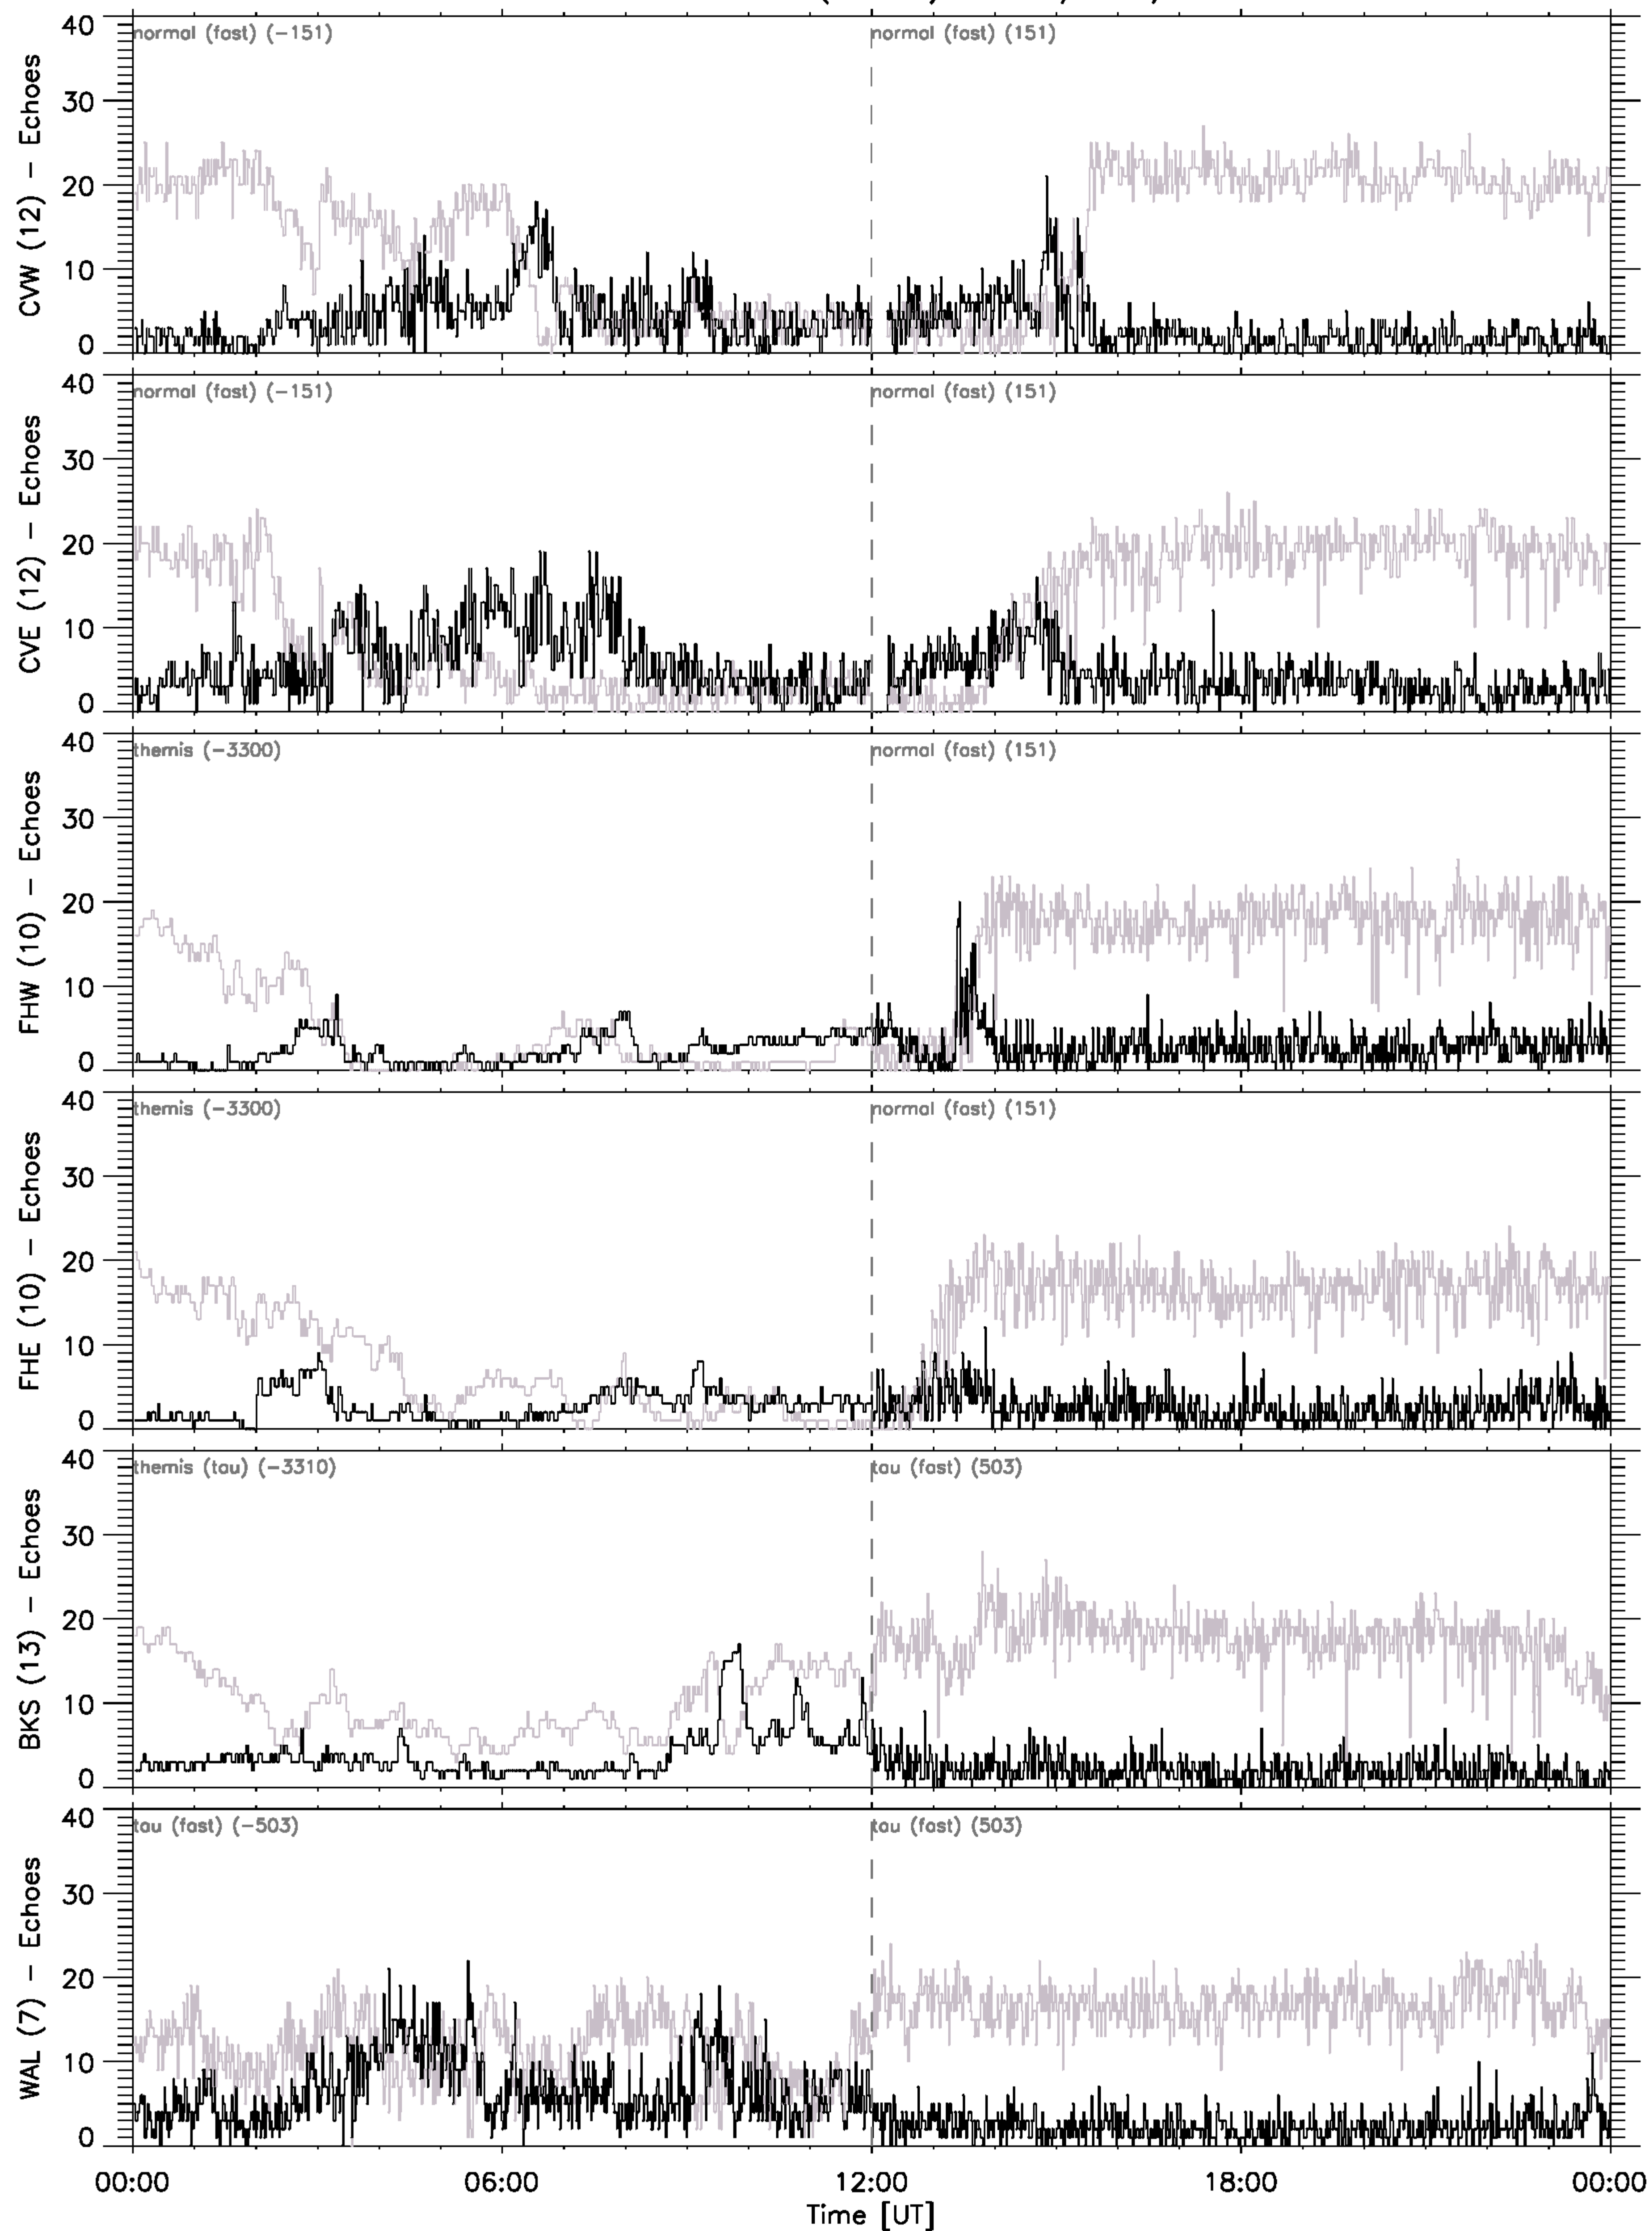 40 normal (fast) (-151) normal (fast) (151)
30
20
10
0
CVW (12) - Echoes
40 normal (fast) (-151) normal (fast) (151)
30
20
10
0
CVE (12) - Echoes
40 themis (-3300) normal (fast) (151)
30
20
10
0
FHW (10) - Echoes
40 themis (-3300) normal (fast) (151)
30
20
10
0
FHE (10) - Echoes
40 themis (tau) (-3310) tau (fast) (503)
30
20
10
0
BKS (13) - Echoes
40 tau (fast) (-503) tau (fast) (503)
30
20
10
0
WAL (7) - Echoes
00:00 06:00 12:00 18:00 00:00
Time [UT]